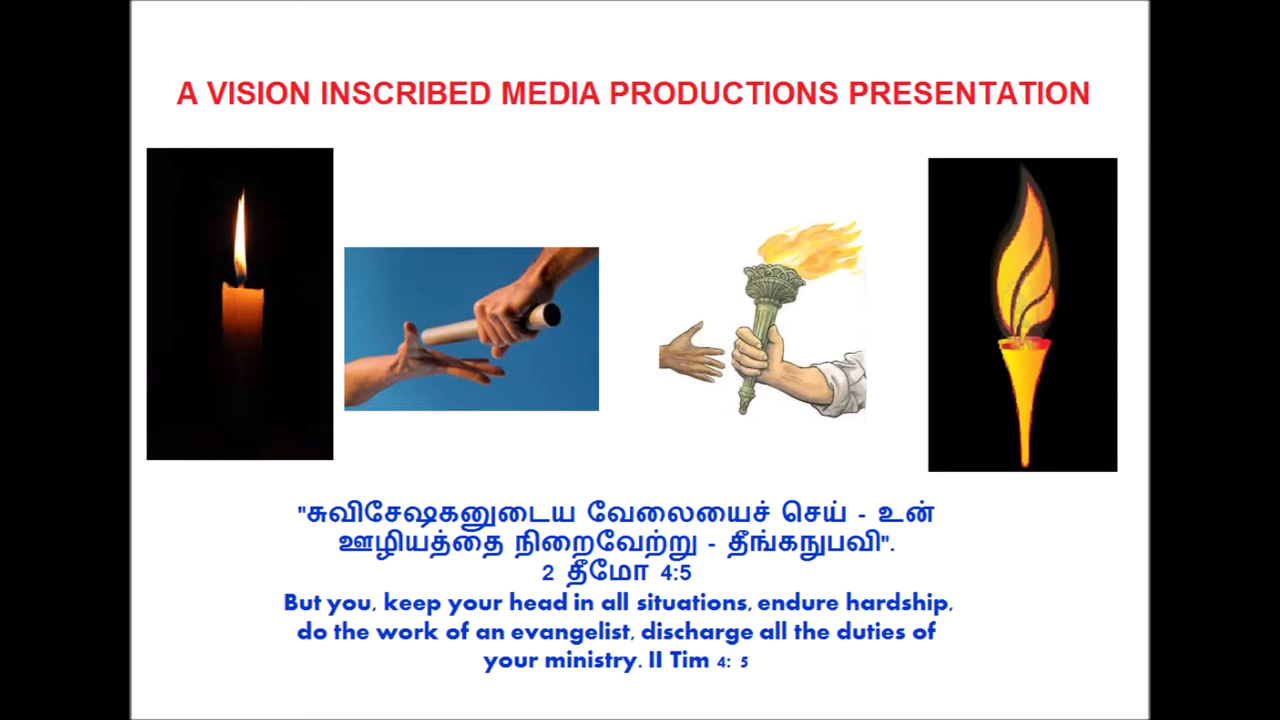 A VISION INSCRIBED MEDIA PRODUCTIONS PRESENTATION
"சுவிசேஷகனுடைய வேலையைச் செய் - உன்
ஊழியத்தை நிறைவேற்று - தீங்கநுபவி".
2 தீமோ 4:5
But you, keep your head in all situations, endure hardship,
do the work of an evangelist, discharge all the duties of
your ministry. II Tim 4: 5